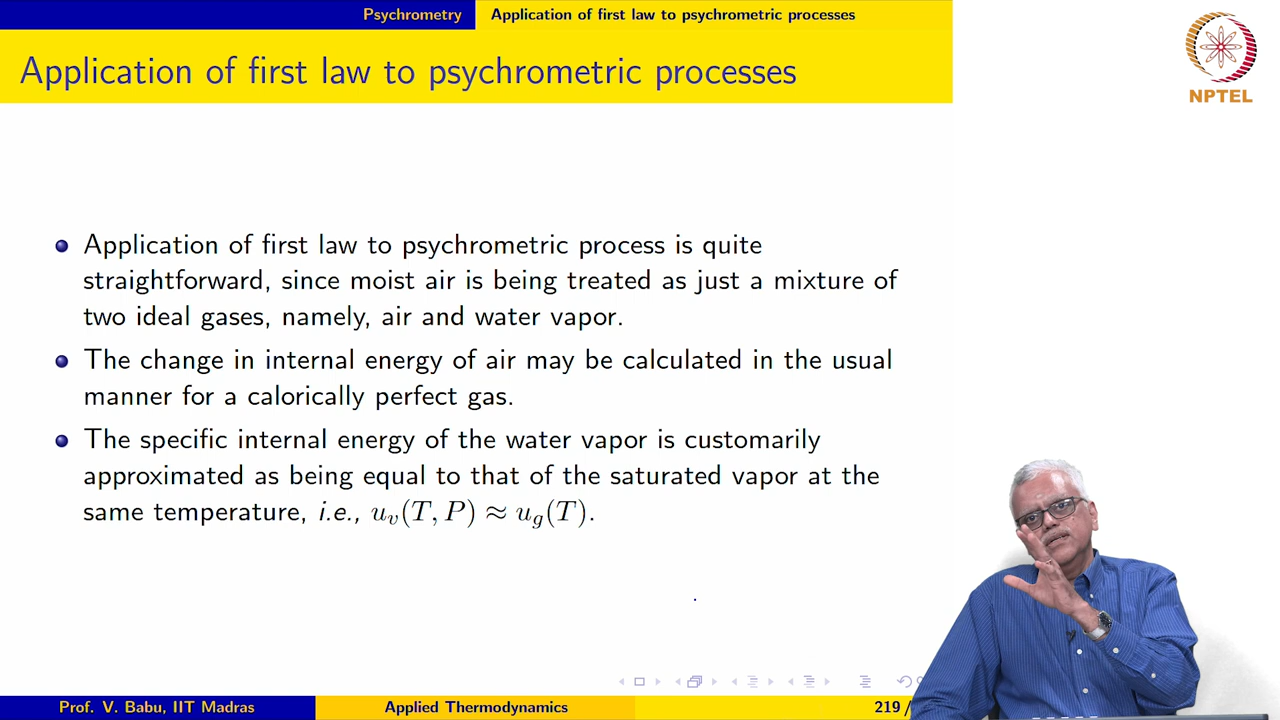 Psychrometry Application of first law to psychrometric processes
Application of first law to psychrometric processes
NPTEL
Application of first law to psychrometric process is quite
straightforward, since moist air is being treated as just a mixture of
two ideal gases, namely, air and water vapor.
The change in internal energy of air may be calculated in the usual
manner for a calorically perfect gas.
The specific internal energy of the water vapor is customarily
approximated as being equal to that of the saturated vapor at the
same temperature, i.e., u_v(T, P) ≈ u_g(T).
Prof. V. Babu, IIT Madras Applied Thermodynamics 219 /